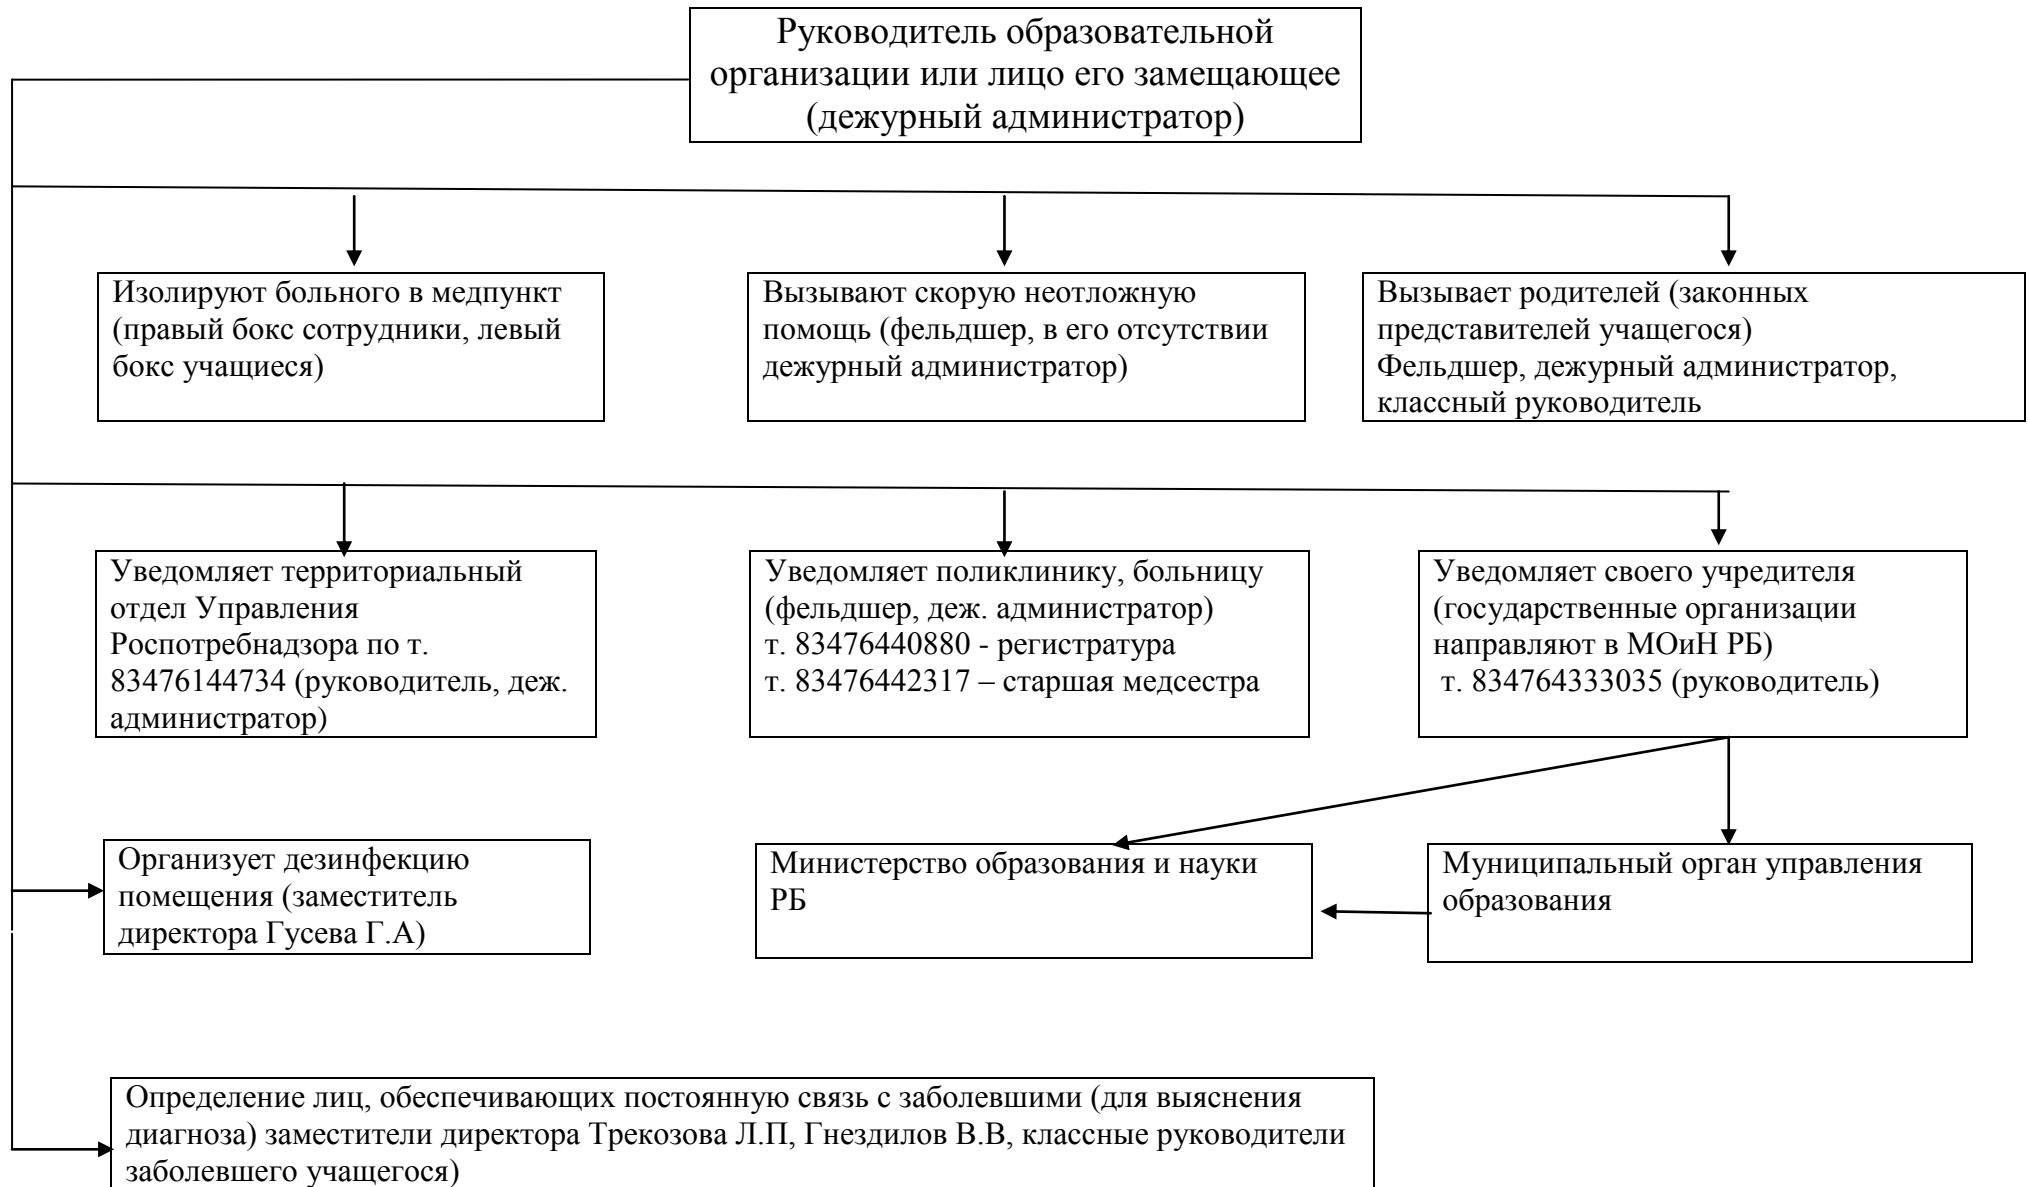 Руководитель образовательной
организации или лицо его замещающее
(дежурный администратор)
Изолируют больного в медпункт
(правый бокс сотрудники, левый
бокс учащиеся)
Вызывают скорую неотложную
помощь (фельдшер, в его отсутствии
дежурный администратор)
Вызывает родителей (законных
представителей учащегося)
Фельдшер, дежурный администратор,
классный руководитель
Уведомляет территориальный
отдел Управления
Роспотребнадзора по т.
83476144734 (руководитель, деж.
администратор)
Уведомляет поликлинику, больницу
(фельдшер, деж. администратор)
т. 83476440880 - регистратура
т. 83476442317 – старшая медсестра
Уведомляет своего учредителя
(государственные организации
направляют в МОиН РБ)
т. 834764333035 (руководитель)
Организует дезинфекцию
помещения (заместитель
директора Гусева Г.А)
Министерство образования и науки
РБ
Муниципальный орган управления
образования
Определение лиц, обеспечивающих постоянную связь с заболевшими (для выяснения
диагноза) заместители директора Трекозова Л.П, Гнездилов В.В, классные руководители
заболевшего учащегося)